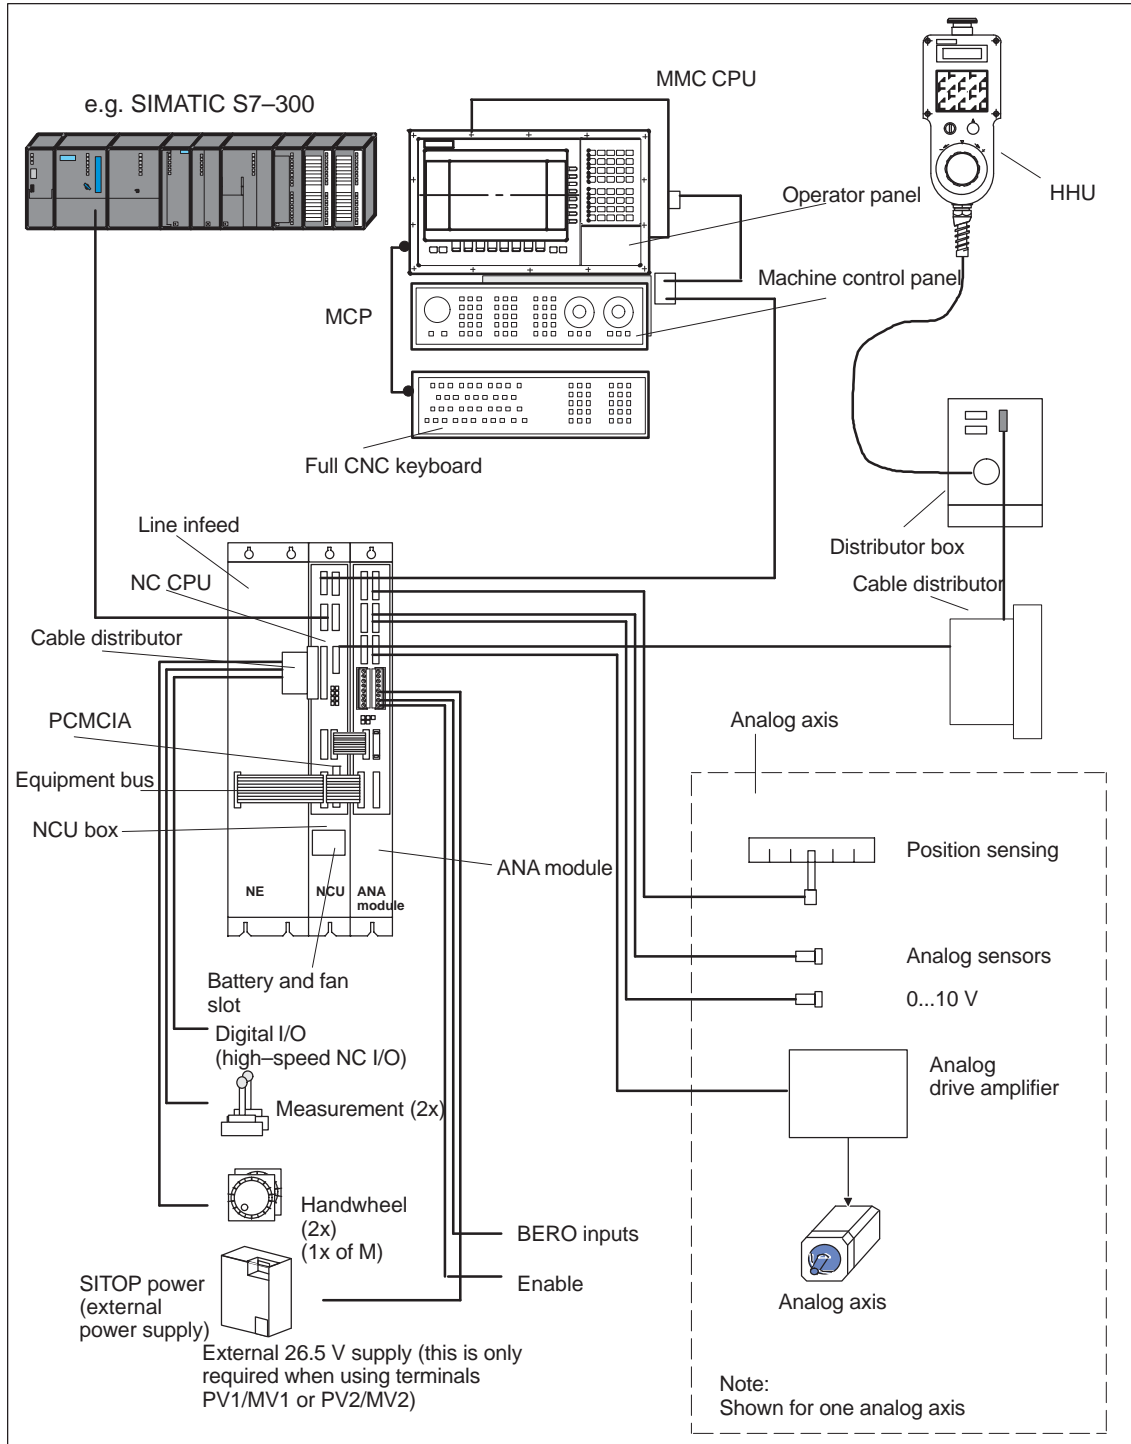 MMC CPU
e.g. SIMATIC S7–300
Operator panel
HHU
Machine control panel
MCP
Full CNC keyboard
Line infeed
Distributor box
NC CPU
Cable distributor
Cable distributor
PCMCIA
Analog axis
Equipment bus
NCU box
Position sensing
ANA module
NE
NCU
ANA
module
Analog sensors
Battery and fan
slot
0...10 V
Digital I/O
(high–speed NC I/O)
Analog
drive amplifier
Measurement (2x)
Handwheel
(2x)
(1x of M)
BERO inputs
SITOP power
(external
power supply)
Enable
Analog axis
External 26.5 V supply (this is only
required when using terminals
PV1/MV1 or PV2/MV2)
Note:
Shown for one analog axis